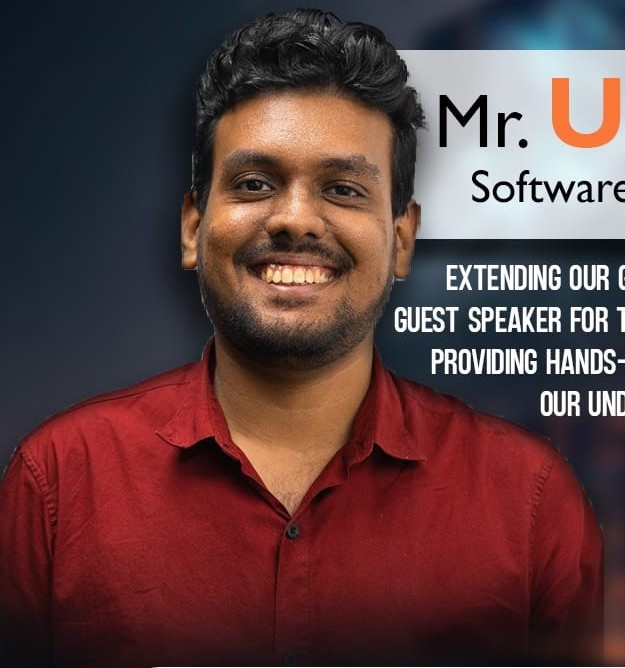 Mr. U
Software
EXTENDING OUR G
GUEST SPEAKER FOR T
PROVIDING HANDS-
OUR UND